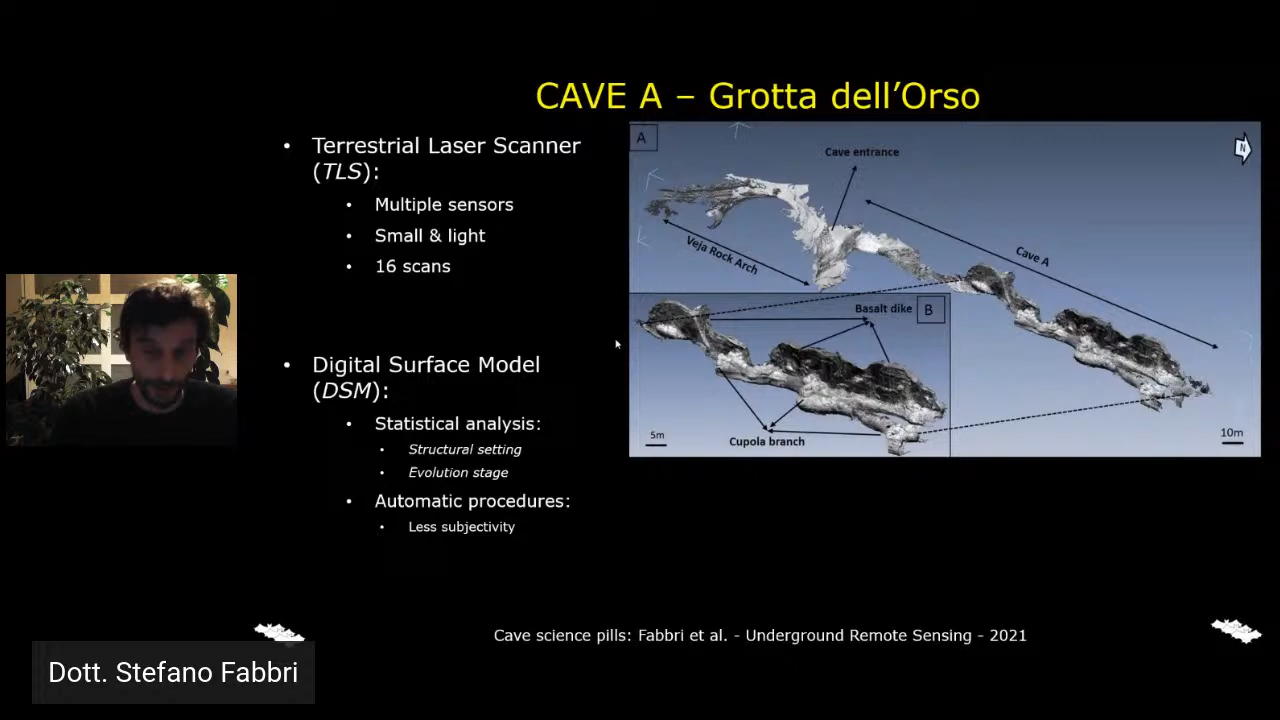 CAVE A – Grotta dell’Orso
• Terrestrial Laser Scanner
(TLS):
• Multiple sensors
• Small & light
• 16 scans
• Digital Surface Model
(DSM):
• Statistical analysis:
• Structural setting
• Evolution stage
• Automatic procedures:
• Less subjectivity
A
Cave entrance
N
Veja Rock Arch
Cave A
Basalt dike
B
5m
Cupola branch
10m
Cave science pills: Fabbri et al. - Underground Remote Sensing - 2021
Dott. Stefano Fabbri